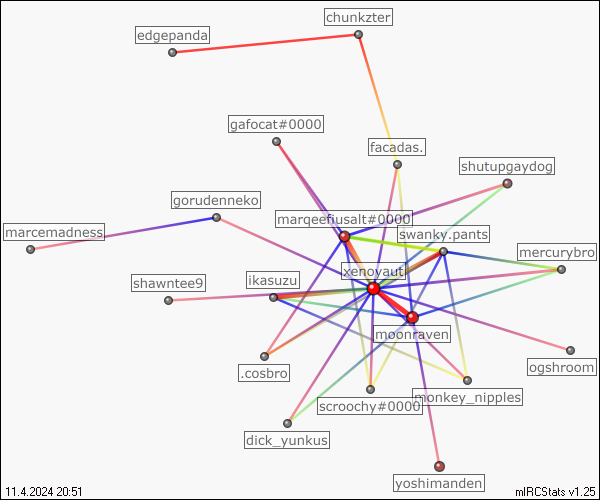 chunkzter
edgepanda
gafocat#0000
facadas.
shutupgaydog
gorudenneko
marqeefiusalt#0000
marcemadness
swanky.pants
mercurybro
xenoyauti
shawntee9
ikasuzu
moonraven
.cosbro
ogshroom
monkey_nipples
scroochy#0000
dick_yunkus
yoshimanden
11.4.2024 20:51
mIRCStats v1.25